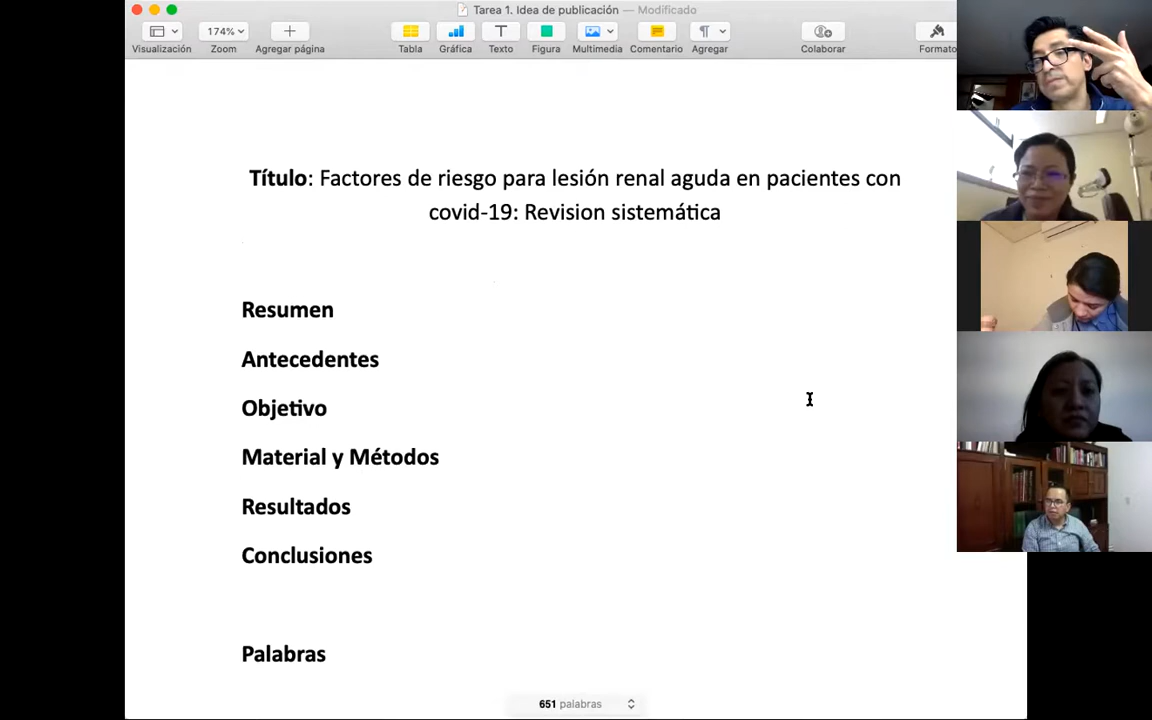 Tarea 1. Idea de publicación — Modificado
174%
Visualización Zoom Agregar página Tabla Gráfica Texto Figura Multimedia Comentario Agregar Colaborar Formato
Título: Factores de riesgo para lesión renal aguda en pacientes con
covid-19: Revision sistemática
Resumen
Antecedentes
Objetivo
Material y Métodos
Resultados
Conclusiones
Palabras
651 palabras